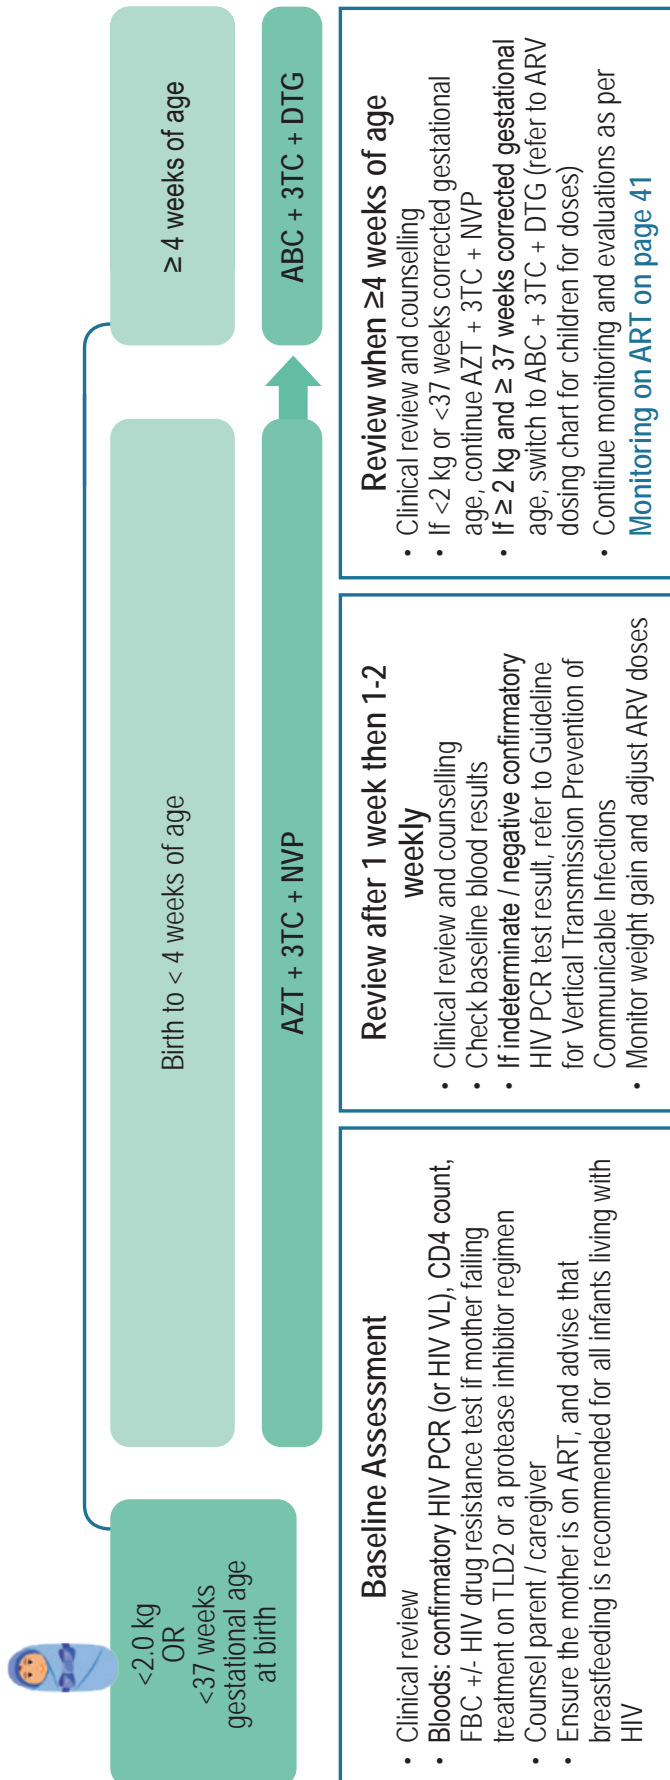 <2.0 kg
OR
<37 weeks
gestational age
at birth
Birth to < 4 weeks of age
≥ 4 weeks of age
AZT + 3TC + NVP
ABC + 3TC + DTG
Baseline Assessment
• Clinical review
• Bloods: confirmatory HIV PCR (or HIV VL), CD4 count,
FBC +/- HIV drug resistance test if mother failing
treatment on TLD2 or a protease inhibitor regimen
• Counsel parent / caregiver
• Ensure the mother is on ART, and advise that
breastfeeding is recommended for all infants living with
HIV
Review after 1 week then 1-2
weekly
• Clinical review and counselling
• Check baseline blood results
• If indeterminate / negative confirmatory
HIV PCR test result, refer to Guideline
for Vertical Transmission Prevention of
Communicable Infections
• Monitor weight gain and adjust ARV doses
Review when ≥4 weeks of age
• Clinical review and counselling
• If <2 kg or <37 weeks corrected gestational
age, continue AZT + 3TC + NVP
• If ≥ 2 kg and ≥ 37 weeks corrected gestational
age, switch to ABC + 3TC + DTG (refer to ARV
dosing chart for children for doses)
• Continue monitoring and evaluations as per
Monitoring on ART on page 41